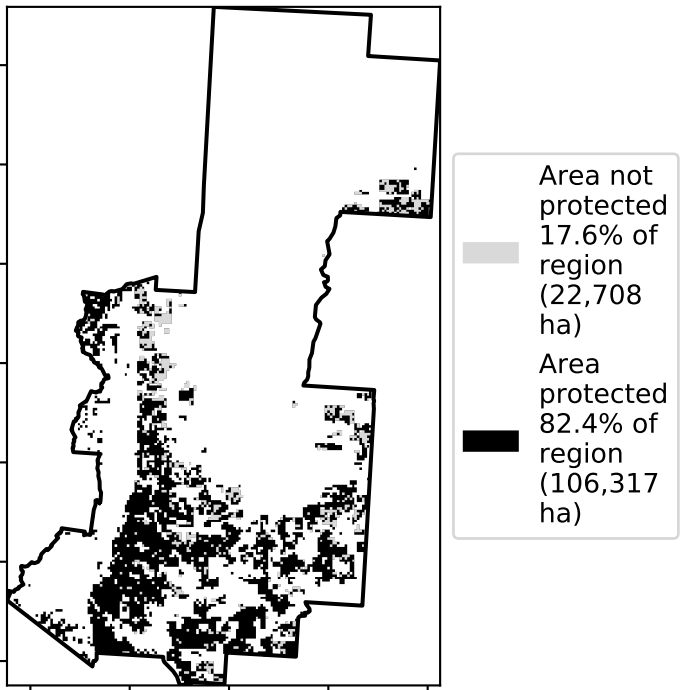 Area not
protected
17.6% of
region
(22,708
ha)
Area
protected
82.4% of
region
(106,317
ha)